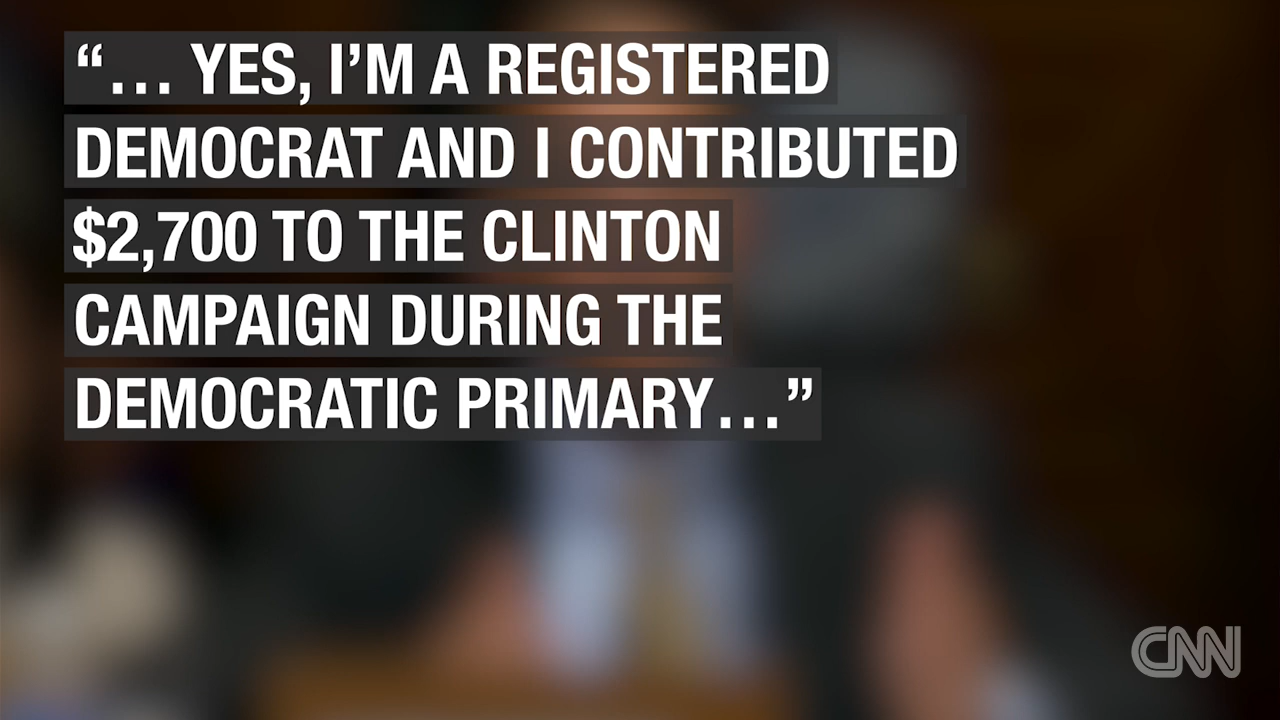 “… YES, I’M A REGISTERED
DEMOCRAT AND I CONTRIBUTED
$2,700 TO THE CLINTON
CAMPAIGN DURING THE
DEMOCRATIC PRIMARY…”
CNN